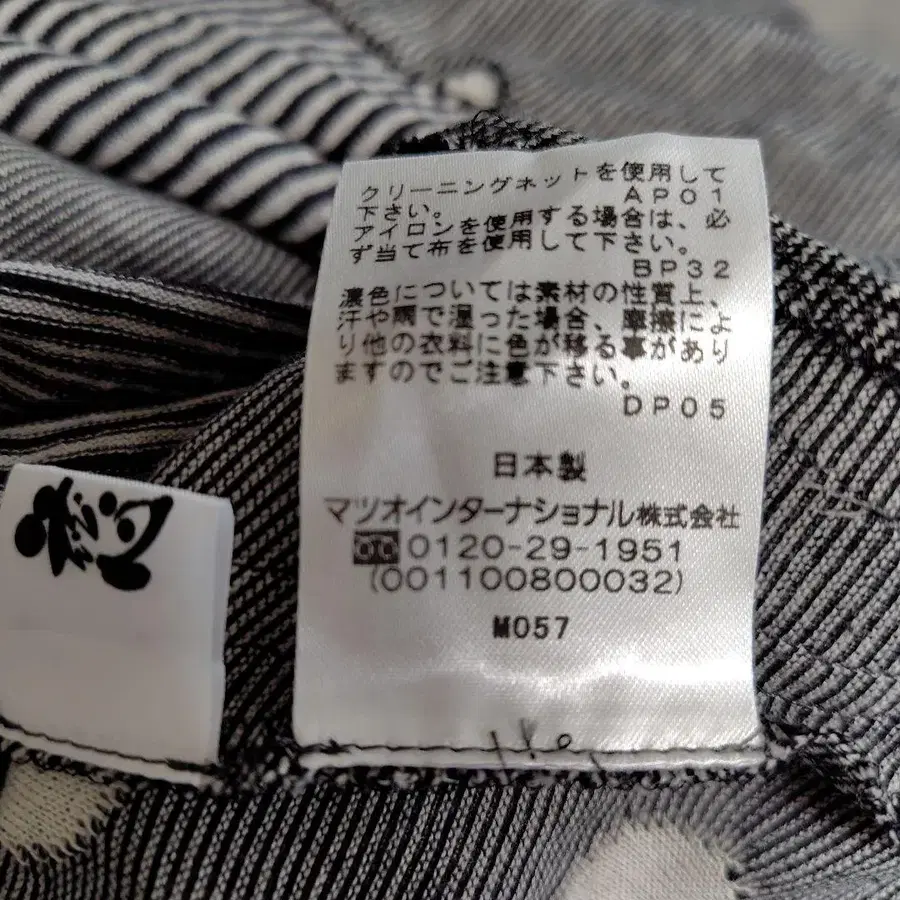 クリーニングネットを使用して
下さい。 AP01
アイロンを使用する場合は、必
ず当て布を使用して下さい。
BP32
濃色については素材の性質上、
汗や雨で湿った場合、摩擦によ
り他の衣料に色が移る事があり
ますのでご注意下さい。
DP05
日本製
マツオインターナショナル株式会社
0120-29-1951
(001100800032)
M057